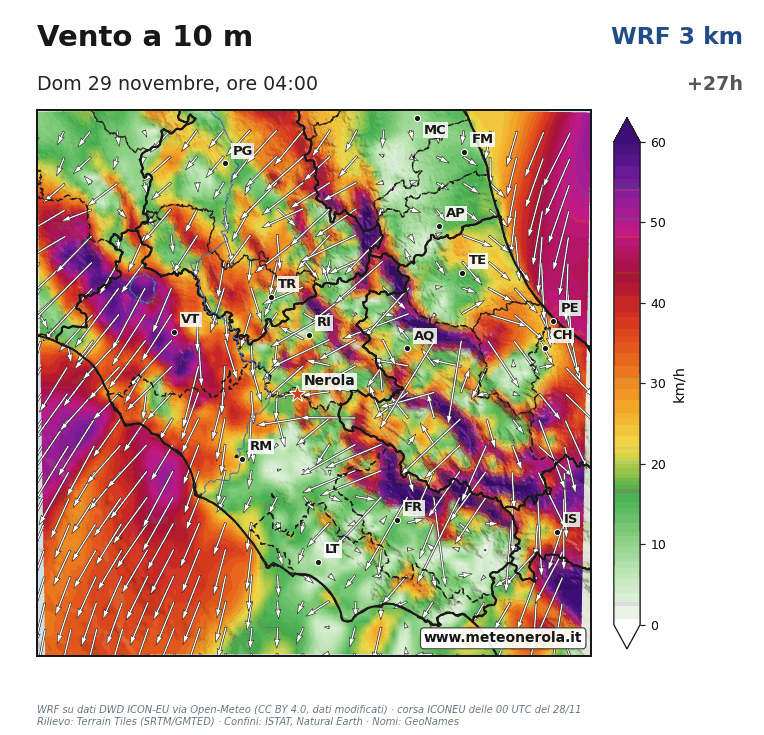 Vento a 10 m
WRF 3 km
Dom 29 novembre, ore 04:00
+27h
MC
FM
PG
AP
TE
TR
PE
VT
RI
AQ
CH
Nerola
RM
FR
IS
LT
www.meteonerola.it
60
50
40
30
20
10
0
km/h
WRF su dati DWD ICON-EU via Open-Meteo (CC BY 4.0, dati modificati) · corsa ICONEU delle 00 UTC del 28/11
Rilievo: Terrain Tiles (SRTM/GMTED) · Confini: ISTAT, Natural Earth · Nomi: GeoNames